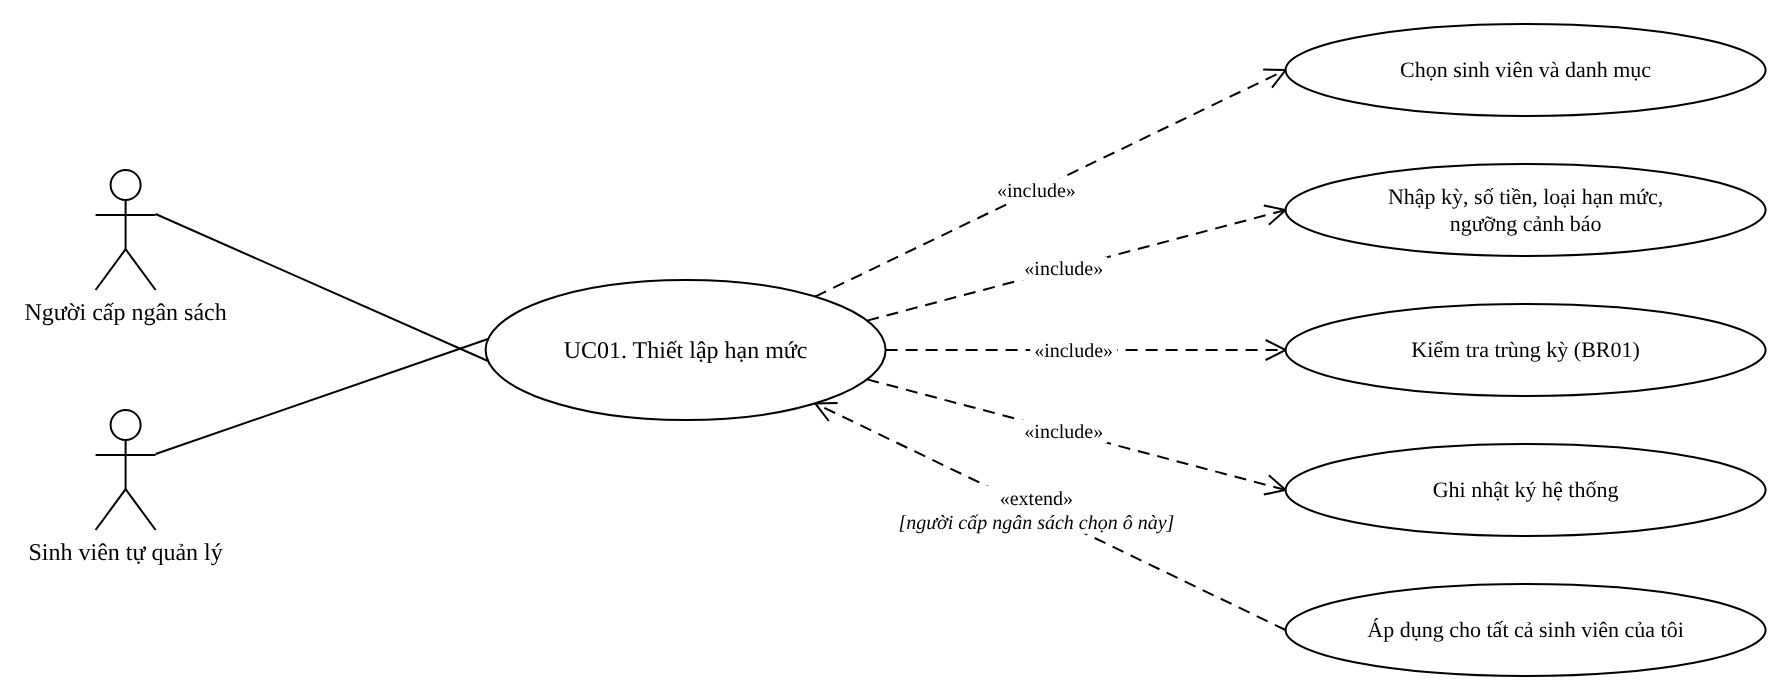 Chọn sinh viên và danh mục
«include»
Nhập kỳ, số tiền, loại hạn mức,
ngưỡng cảnh báo
«include»
Người cấp ngân sách
UC01. Thiết lập hạn mức
«include»
Kiểm tra trùng kỳ (BR01)
«include»
Ghi nhật ký hệ thống
«extend»
[người cấp ngân sách chọn ô này]
Sinh viên tự quản lý
Áp dụng cho tất cả sinh viên của tôi